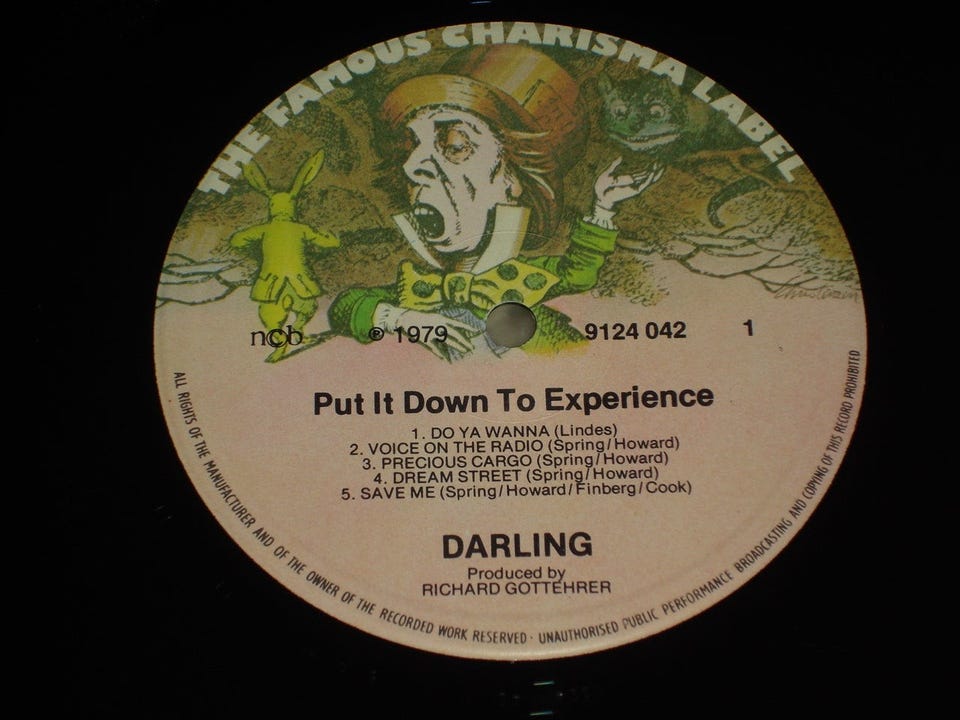 THE FAMOUS CHARISMA LABEL
ncb ℗ 1979 9124 042 1
Put It Down To Experience
1. DO YA WANNA (Lindes)
2. VOICE ON THE RADIO (Spring/Howard)
3. PRECIOUS CARGO (Spring/Howard)
4. DREAM STREET (Spring/Howard)
5. SAVE ME (Spring/Howard/Finberg/Cook)
DARLING
Produced by
RICHARD GOTTEHRER
ALL RIGHTS OF THE MANUFACTURER AND OF THE OWNER OF THE RECORDED WORK RESERVED · UNAUTHORISED PUBLIC PERFORMANCE BROADCASTING AND COPYING OF THIS RECORD PROHIBITED